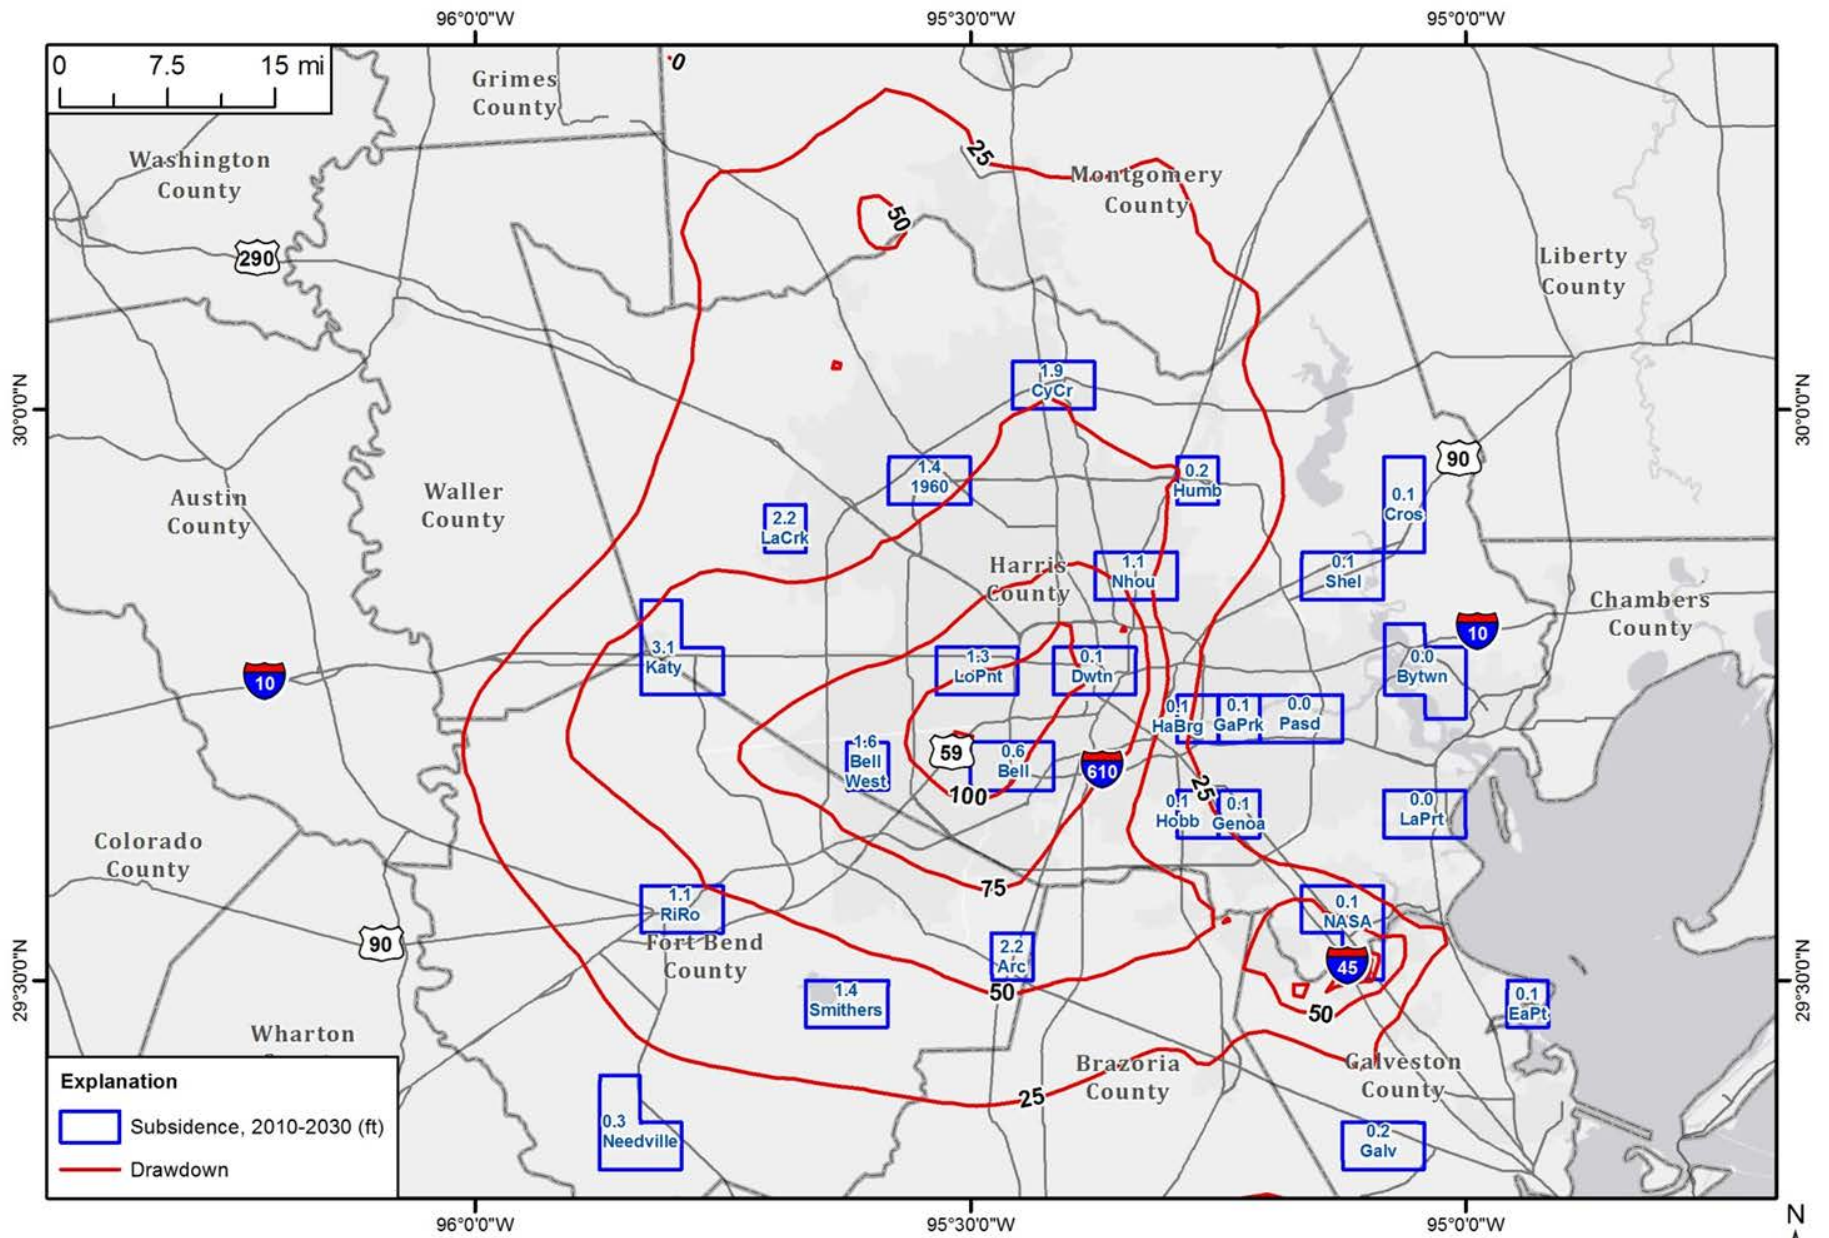 96°0'0"W
95°30'0"W
95°0'0"W
0 7.5 15 mi
0
Grimes
County
Washington
County
25
Montgomery
County
50
290
Liberty
County
30°0'0"N
30°0'0"N
1.9
CyCr
90
1.4
1960
0.2
Humb
Austin
County
Waller
County
0.1
Cros
2.2
LaCrk
Harris
County
1.1
Nhou
0.1
Shel
Chambers
County
10
3.1
Katy
1.3
LoPnt
0.1
Dwtn
0.0
Bytwn
10
0.1
HaBrg
0.1
GaPrk
0.0
Pasd
1.6
Bell
West
59
0.6
Bell
610
100
25
0.1
Hobb
0.1
Genoa
0.0
LaPrt
Colorado
County
75
1.1
RiRo
0.1
NASA
90
Fort Bend
County
2.2
Arc
45
29°30'0"N
29°30'0"N
50
1.4
Smithers
50
0.1
EaPt
Wharton
Brazoria
County
Galveston
County
25
0.3
Needville
0.2
Galv
Explanation
Subsidence, 2010-2030 (ft)
Drawdown
96°0'0"W
95°30'0"W
95°0'0"W
N